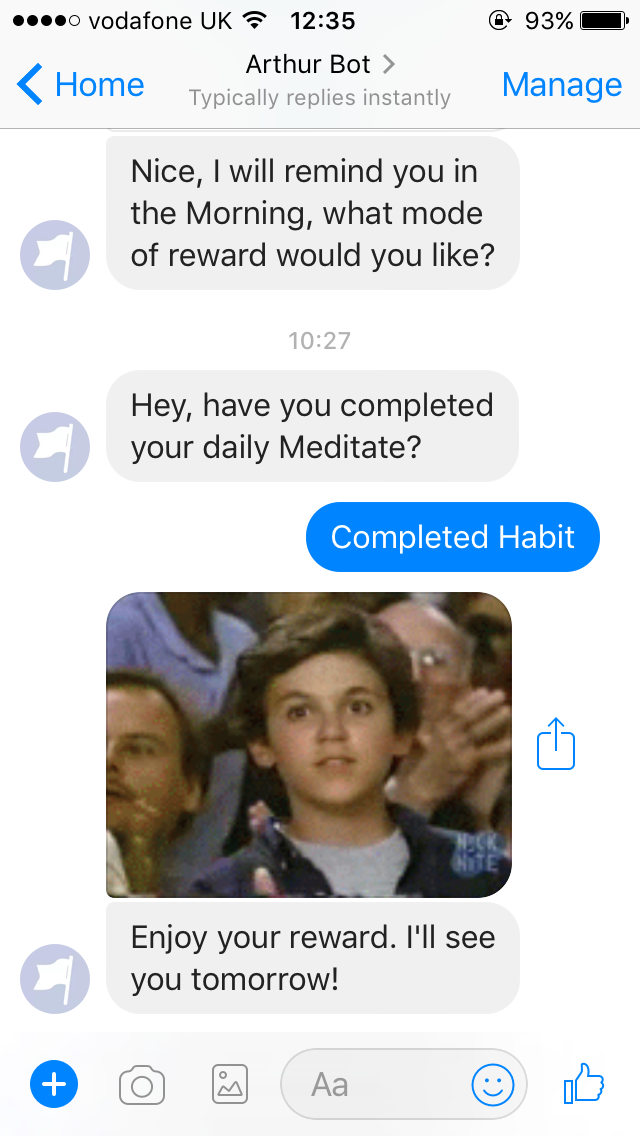 vodafone UK 12:35 93%
Home Arthur Bot Manage
Typically replies instantly
Nice, I will remind you in
the Morning, what mode
of reward would you like?
10:27
Hey, have you completed
your daily Meditate?
Completed Habit
NICK
NITE
Enjoy your reward. I'll see
you tomorrow!
Aa